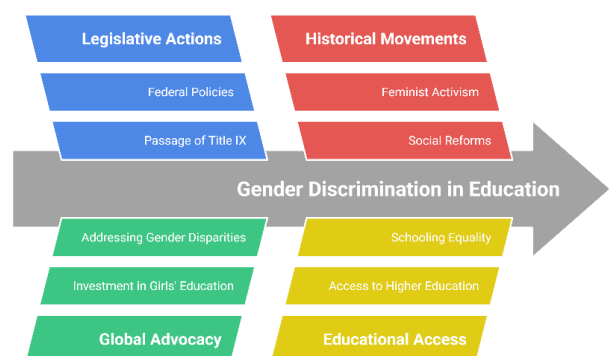 Legislative Actions
Historical Movements
Federal Policies
Feminist Activism
Passage of Title IX
Social Reforms
Gender Discrimination in Education
Addressing Gender Disparities
Schooling Equality
Investment in Girls' Education
Access to Higher Education
Global Advocacy
Educational Access